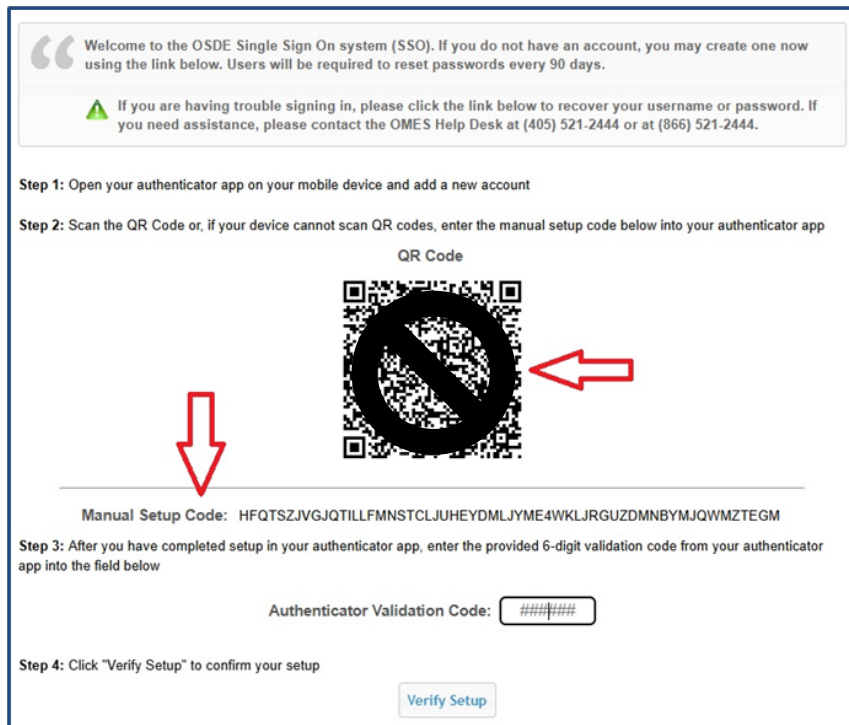 Welcome to the OSDE Single Sign On system (SSO). If you do not have an account, you may create one now
using the link below. Users will be required to reset passwords every 90 days.
If you are having trouble signing in, please click the link below to recover your username or password. If
you need assistance, please contact the OMES Help Desk at (405) 521-2444 or at (866) 521-2444.
Step 1: Open your authenticator app on your mobile device and add a new account
Step 2: Scan the QR Code or, if your device cannot scan QR codes, enter the manual setup code below into your authenticator app
QR Code
Manual Setup Code: HFQTSZJVGJQTILLFMNSTCLJUHEYDMLJYME4WKLJRGUZDMNBYMJQWMZTEGM
Step 3: After you have completed setup in your authenticator app, enter the provided 6-digit validation code from your authenticator
app into the field below
Authenticator Validation Code: ######
Step 4: Click "Verify Setup" to confirm your setup
Verify Setup